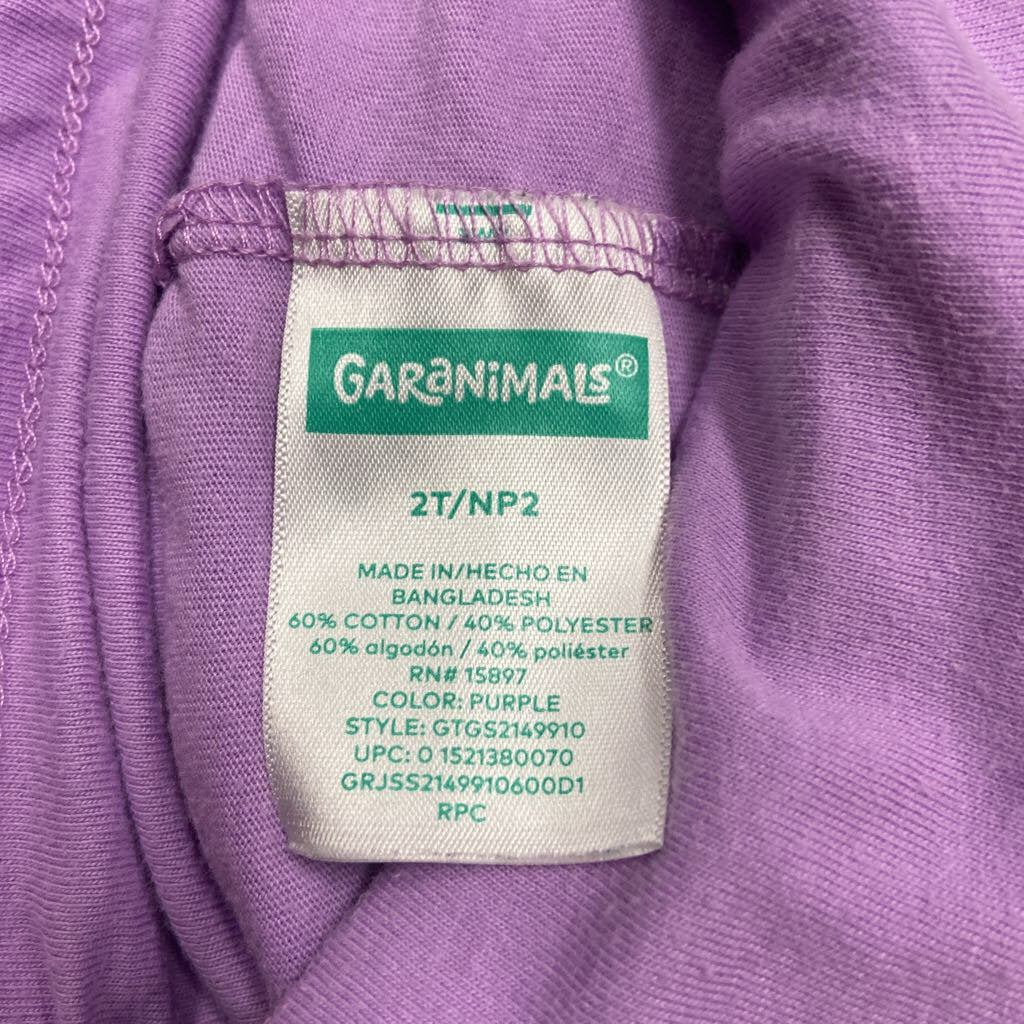 GARANIMALS®
2T/NP2
MADE IN/HECHO EN
BANGLADESH
60% COTTON / 40% POLYESTER
60% algodón / 40% poliéster
RN# 15897
COLOR: PURPLE
STYLE: GTGS2149910
UPC: 0 1521380070
GRJSS2149910600D1
RPC